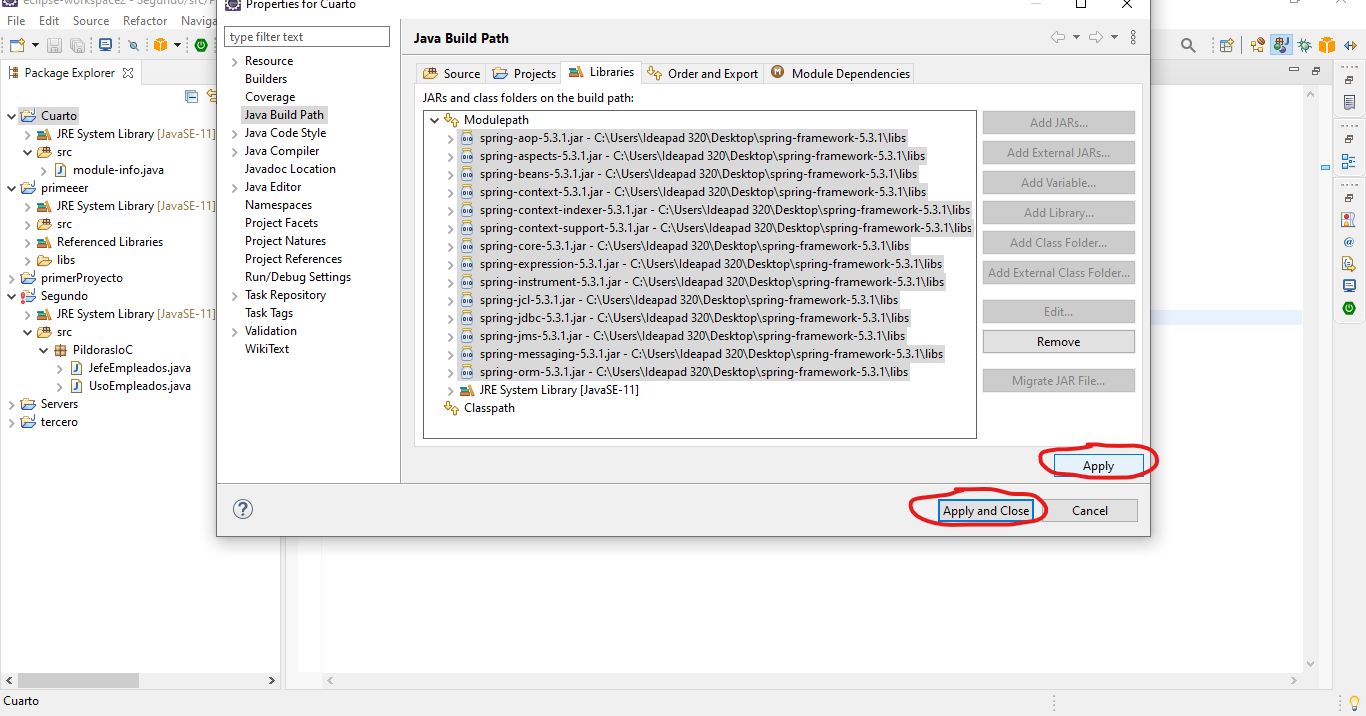 eclipse-workspace2 - Segundo/src/P
Properties for Cuarto
File Edit Source Refactor Naviga
Package Explorer
Cuarto
JRE System Library [JavaSE-11]
src
module-info.java
primeeer
JRE System Library [JavaSE-11]
src
Referenced Libraries
libs
primerProyecto
Segundo
JRE System Library [JavaSE-11]
src
PildorasIoC
JefeEmpleados.java
UsoEmpleados.java
Servers
tercero
type filter text
Resource
Builders
Coverage
Java Build Path
Java Code Style
Java Compiler
Javadoc Location
Java Editor
Namespaces
Project Facets
Project Natures
Project References
Run/Debug Settings
Task Repository
Task Tags
Validation
WikiText
Java Build Path
Source Projects Libraries Order and Export Module Dependencies
JARs and class folders on the build path:
Modulepath
spring-aop-5.3.1.jar - C:\Users\Ideapad 320\Desktop\spring-framework-5.3.1\libs
spring-aspects-5.3.1.jar - C:\Users\Ideapad 320\Desktop\spring-framework-5.3.1\libs
spring-beans-5.3.1.jar - C:\Users\Ideapad 320\Desktop\spring-framework-5.3.1\libs
spring-context-5.3.1.jar - C:\Users\Ideapad 320\Desktop\spring-framework-5.3.1\libs
spring-context-indexer-5.3.1.jar - C:\Users\Ideapad 320\Desktop\spring-framework-5.3.1\libs
spring-context-support-5.3.1.jar - C:\Users\Ideapad 320\Desktop\spring-framework-5.3.1\libs
spring-core-5.3.1.jar - C:\Users\Ideapad 320\Desktop\spring-framework-5.3.1\libs
spring-expression-5.3.1.jar - C:\Users\Ideapad 320\Desktop\spring-framework-5.3.1\libs
spring-instrument-5.3.1.jar - C:\Users\Ideapad 320\Desktop\spring-framework-5.3.1\libs
spring-jcl-5.3.1.jar - C:\Users\Ideapad 320\Desktop\spring-framework-5.3.1\libs
spring-jdbc-5.3.1.jar - C:\Users\Ideapad 320\Desktop\spring-framework-5.3.1\libs
spring-jms-5.3.1.jar - C:\Users\Ideapad 320\Desktop\spring-framework-5.3.1\libs
spring-messaging-5.3.1.jar - C:\Users\Ideapad 320\Desktop\spring-framework-5.3.1\libs
spring-orm-5.3.1.jar - C:\Users\Ideapad 320\Desktop\spring-framework-5.3.1\libs
JRE System Library [JavaSE-11]
Classpath
Add JARs...
Add External JARs...
Add Variable...
Add Library...
Add Class Folder...
Add External Class Folder...
Edit...
Remove
Migrate JAR File...
Apply
Apply and Close Cancel
Cuarto